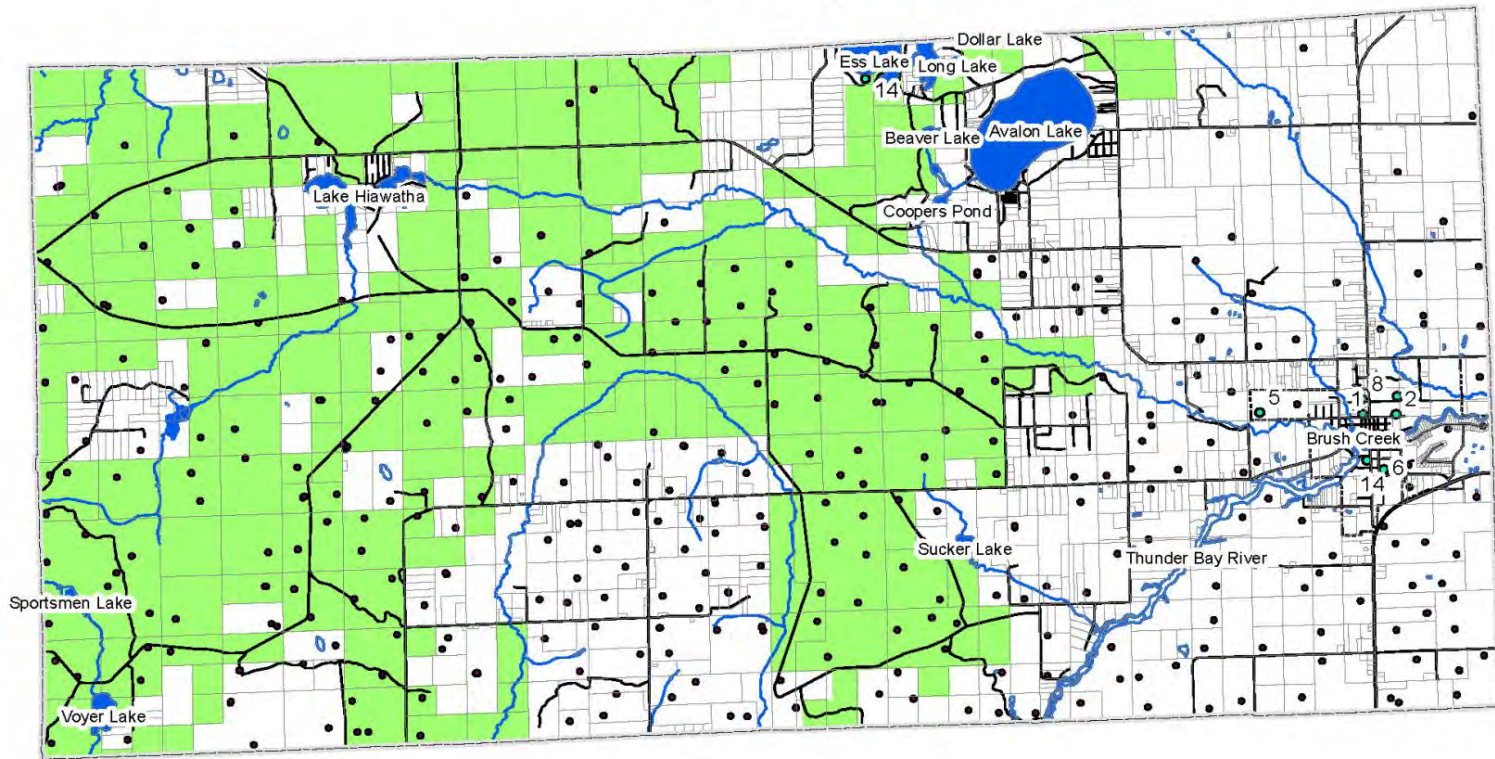 Dollar Lake
Ess Lake
Long Lake
14
Beaver Lake
Avalon Lake
Lake Hiawatha
Coopers Pond
8
5
1
2
Brush Creek
6
14
Sucker Lake
Thunder Bay River
Sportsmen Lake
Voyer Lake